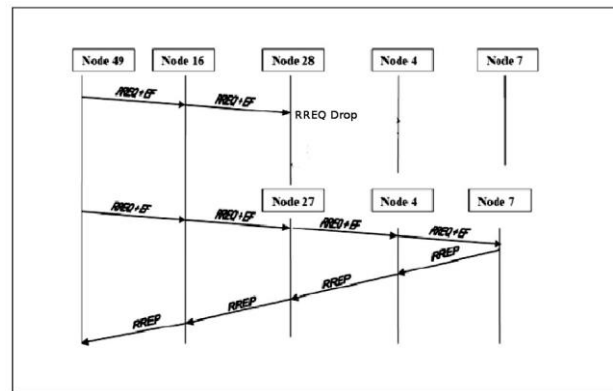 Node 49 Node 16 Node 28 Node 4 Node 7
RREQ+EF RREQ+EF
RREQ Drop
Node 27 Node 4 Node 7
RREQ+EF RREQ+EF RREQ+EF RREQ+EF
RREP
RREP
RREP
RREP